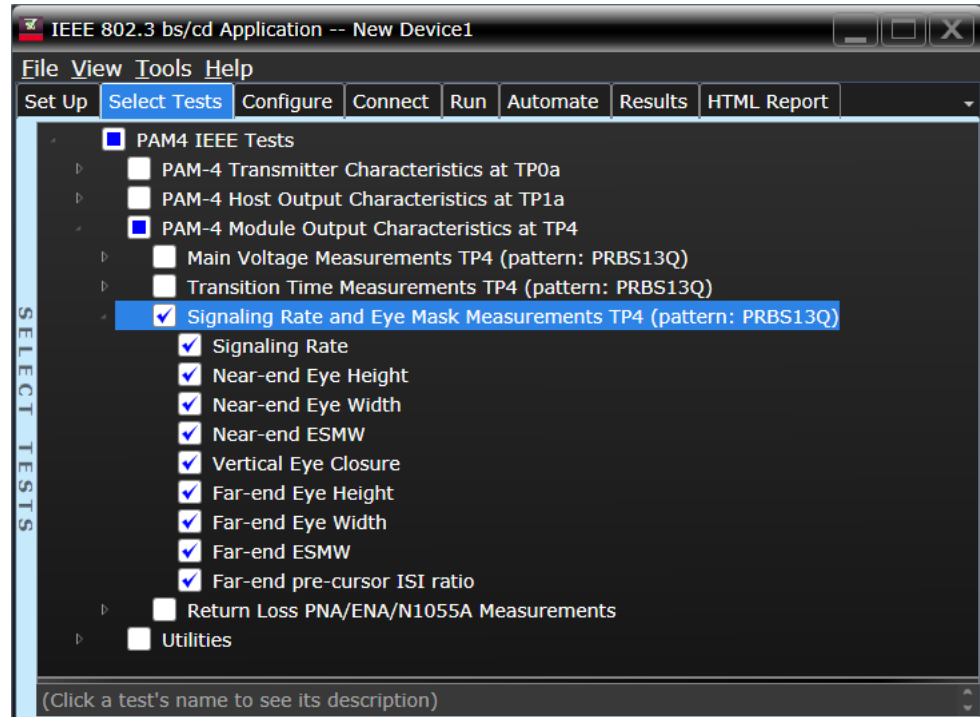 IEEE 802.3 bs/cd Application -- New Device1
File View Tools Help
Set Up Select Tests Configure Connect Run Automate Results HTML Report
PAM4 IEEE Tests
PAM-4 Transmitter Characteristics at TP0a
PAM-4 Host Output Characteristics at TP1a
PAM-4 Module Output Characteristics at TP4
Main Voltage Measurements TP4 (pattern: PRBS13Q)
Transition Time Measurements TP4 (pattern: PRBS13Q)
Signaling Rate and Eye Mask Measurements TP4 (pattern: PRBS13Q)
Signaling Rate
Near-end Eye Height
Near-end Eye Width
Near-end ESMW
Vertical Eye Closure
Far-end Eye Height
Far-end Eye Width
Far-end ESMW
Far-end pre-cursor ISI ratio
Return Loss PNA/ENA/N1055A Measurements
Utilities
SELECT TESTS
(Click a test's name to see its description)